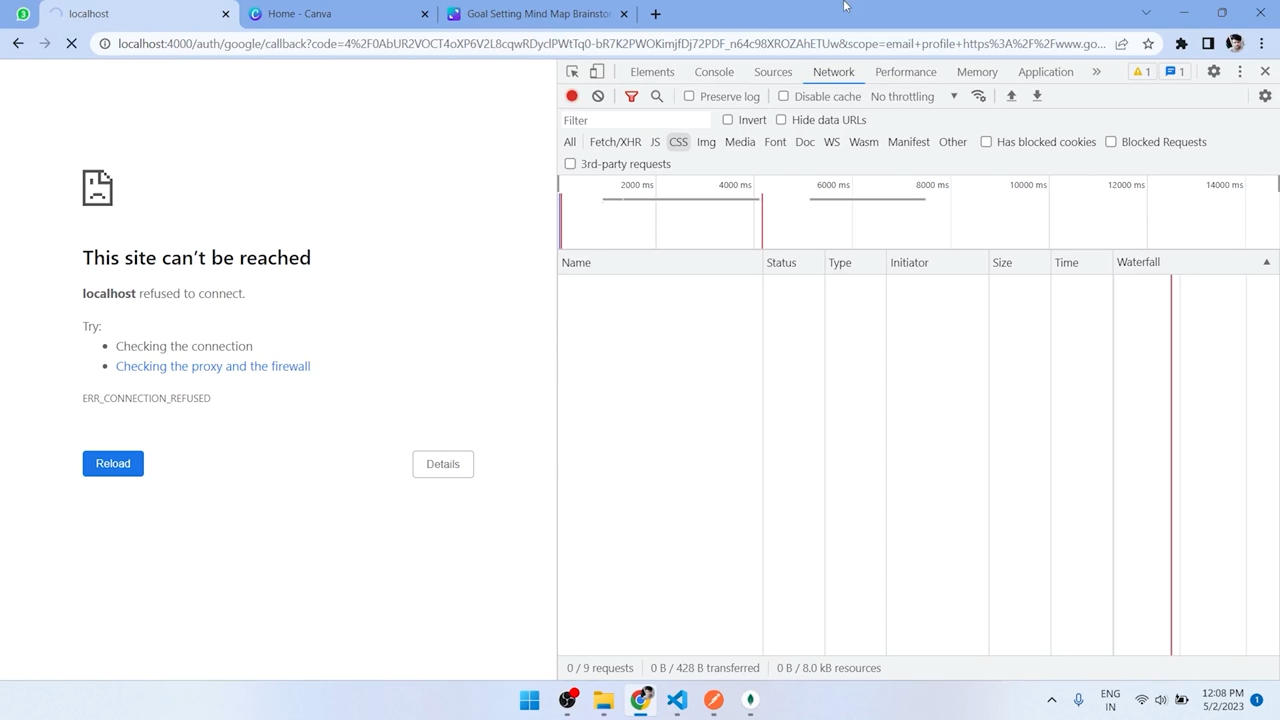 3
localhost
Home - Canva
Goal Setting Mind Map Brainstor
localhost:4000/auth/google/callback?code=4%2F0AbUR2VOCT4oXP6V2L8cqwRDyclPWtTq0-bR7K2PWOKimjfDj72PDF_n64c98XROZAhETUw&scope=email+profile+https%3A%2F%2Fwww.go...
Elements Console Sources Network Performance Memory Application 1 1
Preserve log Disable cache No throttling
Filter Invert Hide data URLs
All Fetch/XHR JS CSS Img Media Font Doc WS Wasm Manifest Other Has blocked cookies Blocked Requests
3rd-party requests
2000 ms 4000 ms 6000 ms 8000 ms 10000 ms 12000 ms 14000 ms
Name Status Type Initiator Size Time Waterfall
This site can't be reached
localhost refused to connect.
Try:
Checking the connection
Checking the proxy and the firewall
ERR_CONNECTION_REFUSED
Reload Details
0 / 9 requests 0 B / 428 B transferred 0 B / 8.0 kB resources
ENG
IN
12:08 PM
5/2/2023
1